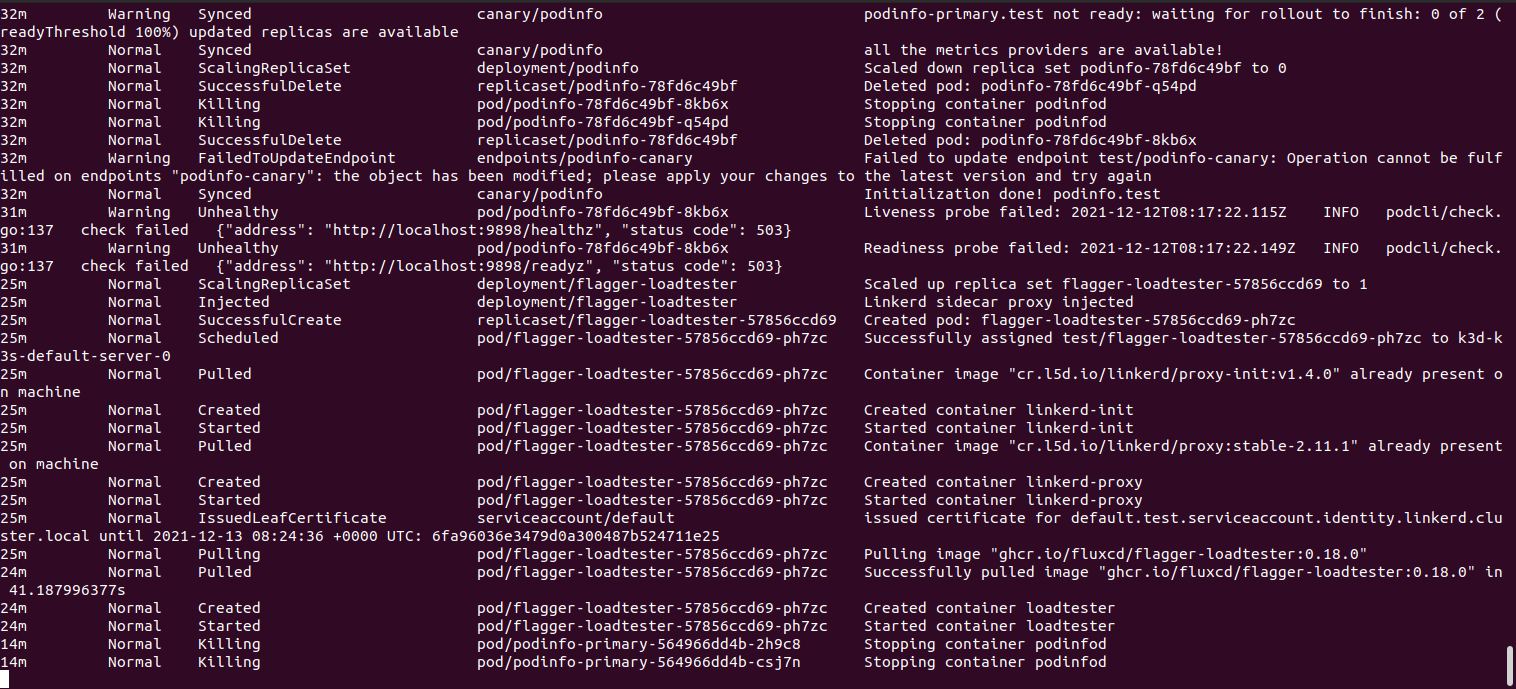 32m         Warning   Synced                         canary/podinfo                             podinfo-primary.test not ready: waiting for rollout to finish: 0 of 2 (
readyThreshold 100%) updated replicas are available
32m         Normal    Synced                         canary/podinfo                             all the metrics providers are available!
32m         Normal    ScalingReplicaSet              deployment/podinfo                         Scaled down replica set podinfo-78fd6c49bf to 0
32m         Normal    SuccessfulDelete               replicaset/podinfo-78fd6c49bf              Deleted pod: podinfo-78fd6c49bf-q54pd
32m         Normal    Killing                        pod/podinfo-78fd6c49bf-8kb6x               Stopping container podinfod
32m         Normal    Killing                        pod/podinfo-78fd6c49bf-q54pd               Stopping container podinfod
32m         Normal    SuccessfulDelete               replicaset/podinfo-78fd6c49bf              Deleted pod: podinfo-78fd6c49bf-8kb6x
32m         Warning   FailedToUpdateEndpoint         endpoints/podinfo-canary                   Failed to update endpoint test/podinfo-canary: Operation cannot be fulf
illed on endpoints "podinfo-canary": the object has been modified; please apply your changes to the latest version and try again
32m         Normal    Synced                         canary/podinfo                             Initialization done! podinfo.test
31m         Warning   Unhealthy                      pod/podinfo-78fd6c49bf-8kb6x               Liveness probe failed: 2021-12-12T08:17:22.115Z    INFO   podcli/check.
go:137   check failed   {"address": "http://localhost:9898/healthz", "status code": 503}
31m         Warning   Unhealthy                      pod/podinfo-78fd6c49bf-8kb6x               Readiness probe failed: 2021-12-12T08:17:22.149Z   INFO   podcli/check.
go:137   check failed   {"address": "http://localhost:9898/readyz", "status code": 503}
25m         Normal    ScalingReplicaSet              deployment/flagger-loadtester              Scaled up replica set flagger-loadtester-57856ccd69 to 1
25m         Normal    Injected                       deployment/flagger-loadtester              Linkerd sidecar proxy injected
25m         Normal    SuccessfulCreate               replicaset/flagger-loadtester-57856ccd69   Created pod: flagger-loadtester-57856ccd69-ph7zc
25m         Normal    Scheduled                      pod/flagger-loadtester-57856ccd69-ph7zc    Successfully assigned test/flagger-loadtester-57856ccd69-ph7zc to k3d-k
3s-default-server-0
25m         Normal    Pulled                         pod/flagger-loadtester-57856ccd69-ph7zc    Container image "cr.l5d.io/linkerd/proxy-init:v1.4.0" already present o
n machine
25m         Normal    Created                        pod/flagger-loadtester-57856ccd69-ph7zc    Created container linkerd-init
25m         Normal    Started                        pod/flagger-loadtester-57856ccd69-ph7zc    Started container linkerd-init
25m         Normal    Pulled                         pod/flagger-loadtester-57856ccd69-ph7zc    Container image "cr.l5d.io/linkerd/proxy:stable-2.11.1" already present
 on machine
25m         Normal    Created                        pod/flagger-loadtester-57856ccd69-ph7zc    Created container linkerd-proxy
25m         Normal    Started                        pod/flagger-loadtester-57856ccd69-ph7zc    Started container linkerd-proxy
25m         Normal    IssuedLeafCertificate          serviceaccount/default                     issued certificate for default.test.serviceaccount.identity.linkerd.clu
ster.local until 2021-12-13 08:24:36 +0000 UTC: 6fa96036e3479d0a300487b524711e25
25m         Normal    Pulling                        pod/flagger-loadtester-57856ccd69-ph7zc    Pulling image "ghcr.io/fluxcd/flagger-loadtester:0.18.0"
24m         Normal    Pulled                         pod/flagger-loadtester-57856ccd69-ph7zc    Successfully pulled image "ghcr.io/fluxcd/flagger-loadtester:0.18.0" in
 41.187996377s
24m         Normal    Created                        pod/flagger-loadtester-57856ccd69-ph7zc    Created container loadtester
24m         Normal    Started                        pod/flagger-loadtester-57856ccd69-ph7zc    Started container loadtester
14m         Normal    Killing                        pod/podinfo-primary-564966dd4b-2h9c8       Stopping container podinfod
14m         Normal    Killing                        pod/podinfo-primary-564966dd4b-csj7n       Stopping container podinfod